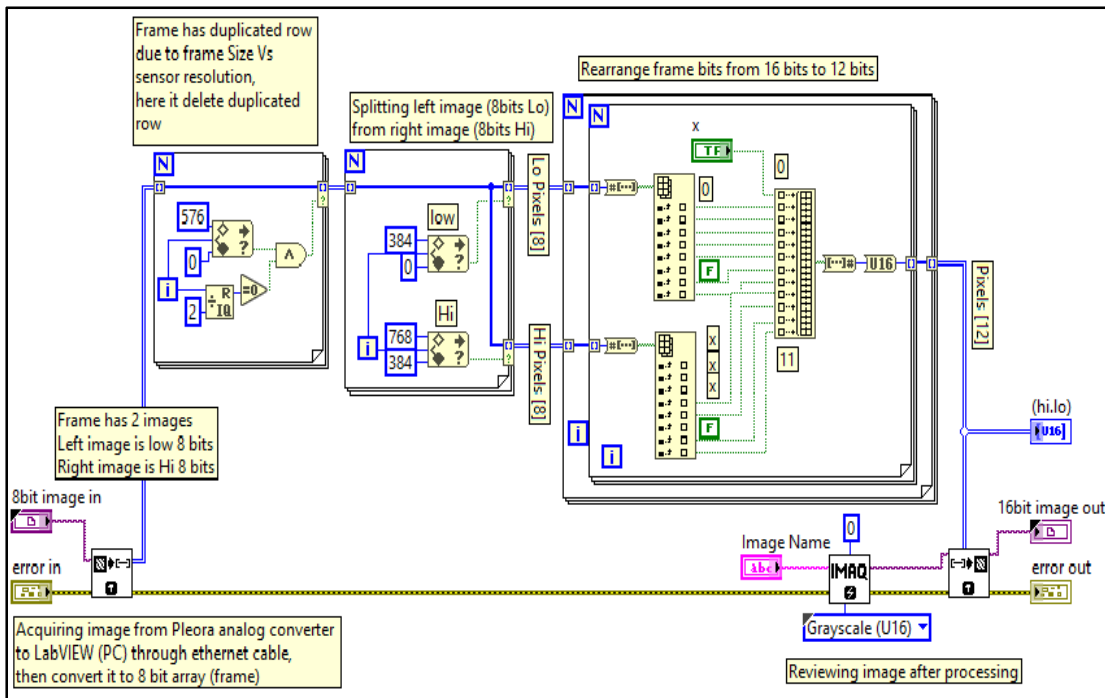 Frame has duplicated row
due to frame Size Vs
sensor resolution,
here it delete duplicated
row
Splitting left image (8bits Lo)
from right image (8bits Hi)
Rearrange frame bits from 16 bits to 12 bits
N
576
0
i
2
R
IQ
=0
?
N
low
384
0
Hi
768
384
i
?
?
Lo Pixels [8]
Hi Pixels [8]
N
N
x
TF
#[...]
0
F
0
11
#[...]
x
x
x
F
[...]#
U16
i
i
Pixels [12]
Frame has 2 images
Left image is low 8 bits
Right image is Hi 8 bits
(hi.lo)
U16
8bit image in
error in
Image Name
abc
0
IMAQ
Grayscale (U16)
16bit image out
error out
Acquiring image from Pleora analog converter
to LabVIEW (PC) through ethernet cable,
then convert it to 8 bit array (frame)
Reviewing image after processing